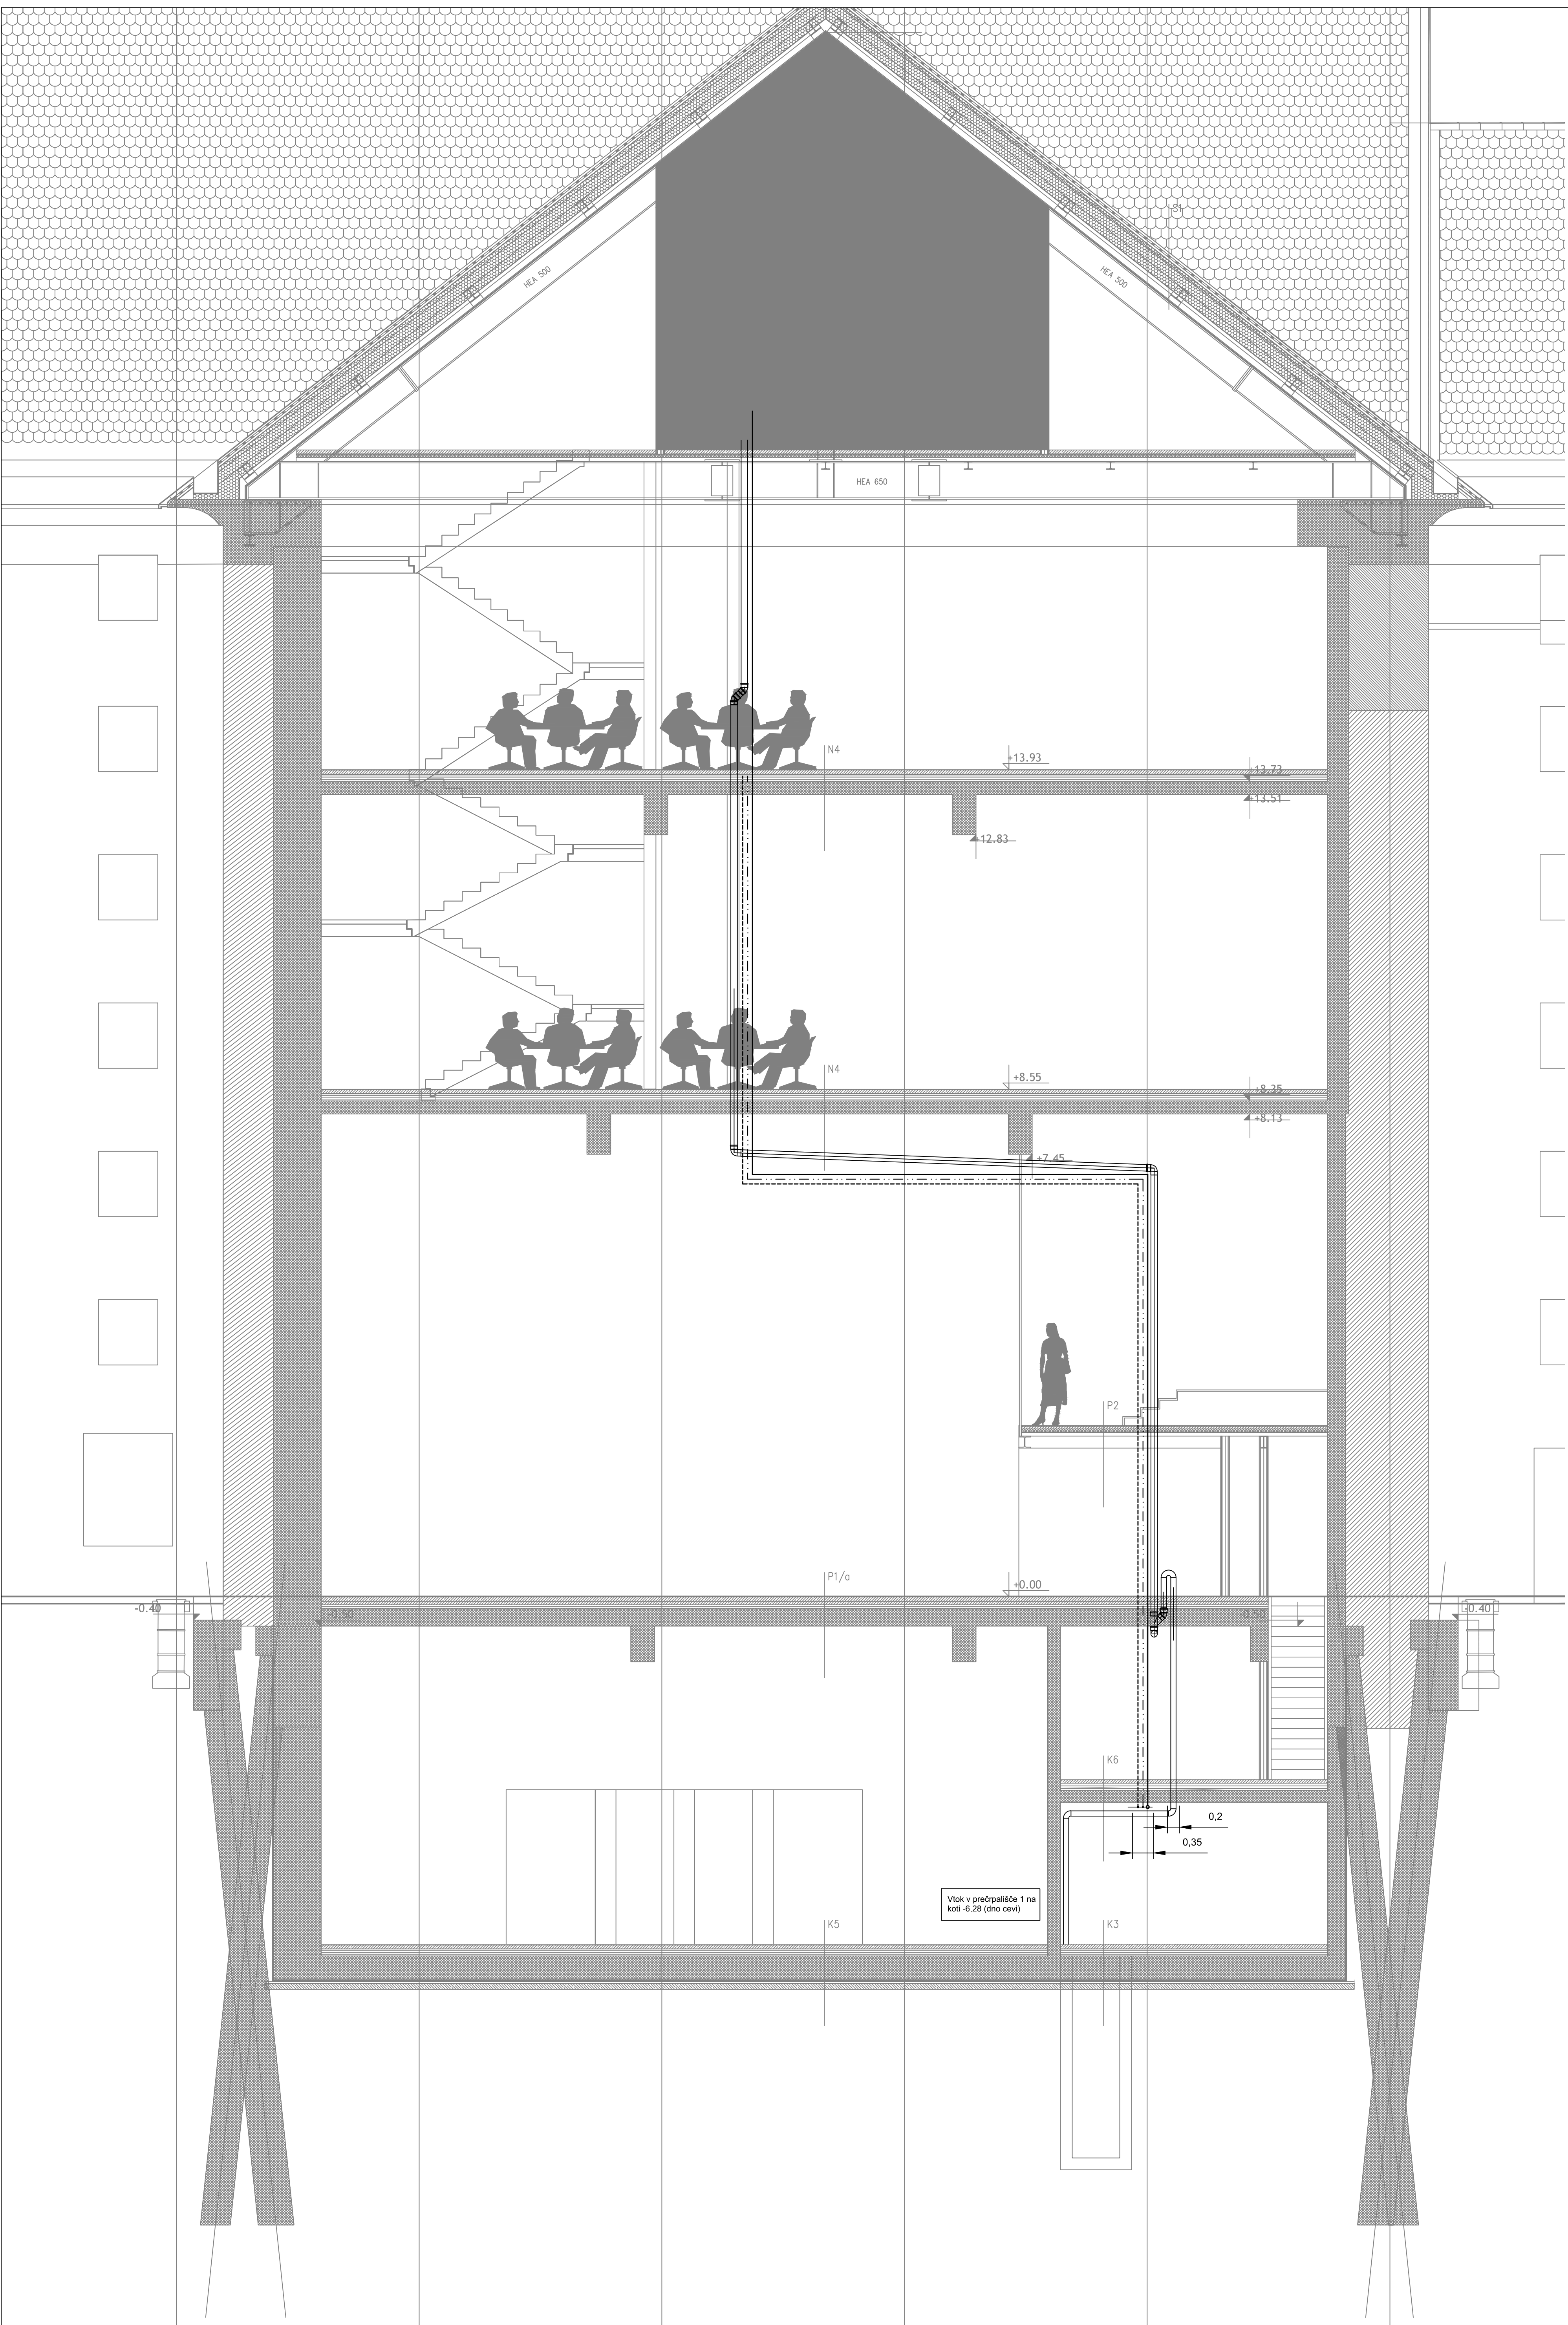 S1
HEA 500
HEA 500
HEA 650
N4
+13.93
+13.73
+13.51
+12.83
N4
+8.55
+8.35
+8.13
+7.45
P2
P1/a
+0.00
-0.40
-0.50
-0.50
-0.40
K6
0,2
0,35
Vtok v prečrpališče 1 na
koti -6.28 (dno cevi)
K5
K3